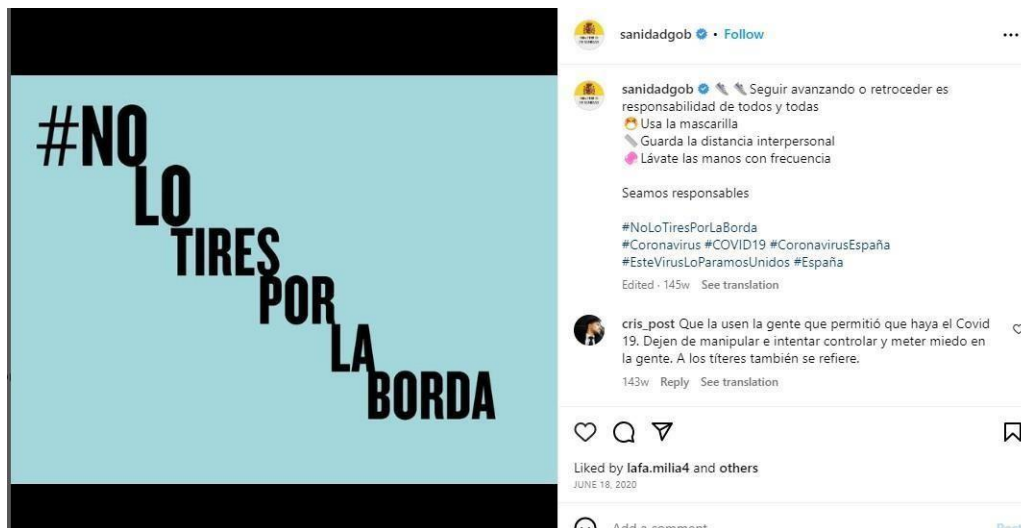 #NO
LO
TIRES
POR
LA
BORDA
sanidadgob • Follow
sanidadgob Seguir avanzando o retroceder es
responsabilidad de todos y todas
Usa la mascarilla
Guarda la distancia interpersonal
Lávate las manos con frecuencia
Seamos responsables
#NoLoTiresPorLaBorda
#Coronavirus #COVID19 #CoronavirusEspaña
#EsteVirusLoParamosUnidos #España
Edited · 145w See translation
cris_post Que la usen la gente que permitió que haya el Covid
19. Dejen de manipular e intentar controlar y meter miedo en
la gente. A los títeres también se refiere.
143w Reply See translation
Liked by lafa.milia4 and others
JUNE 18, 2020
Add a comment...
Post